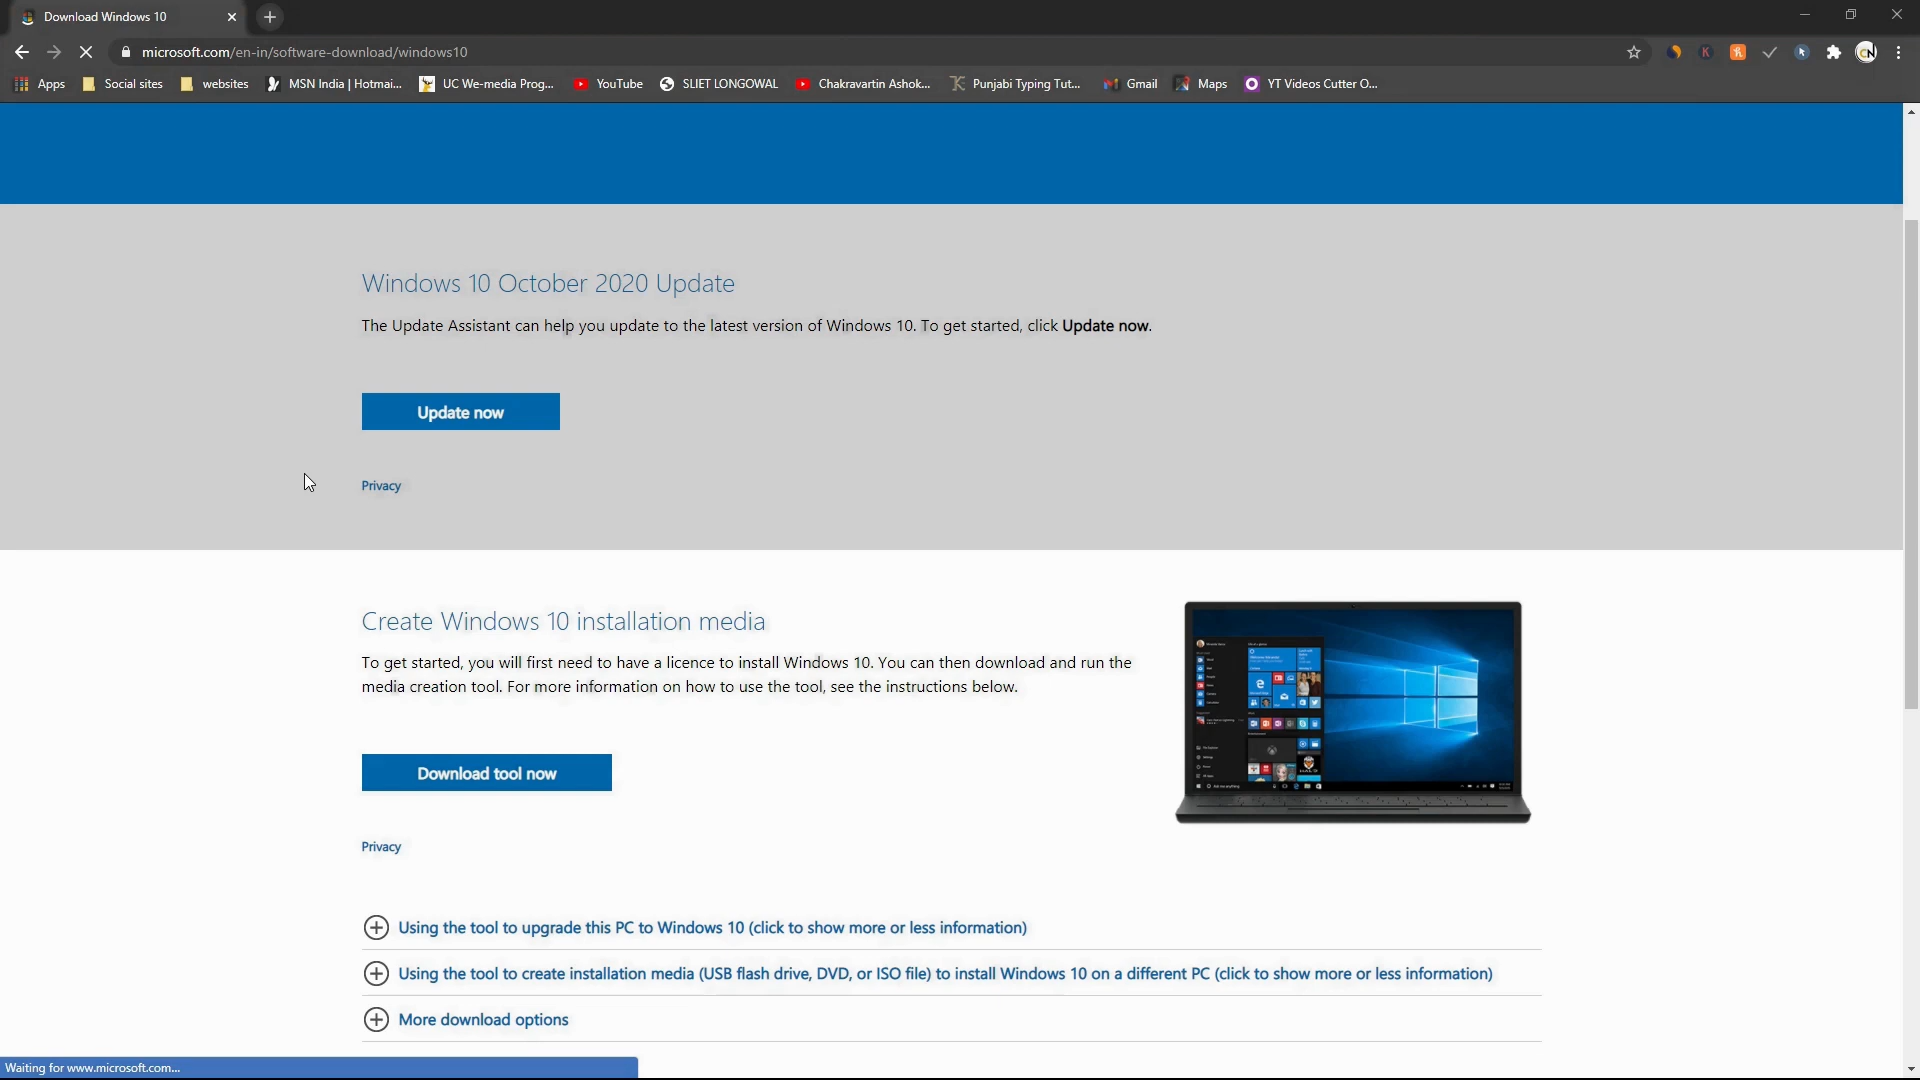 Download Windows 10
microsoft.com/en-in/software-download/windows10
Apps Social sites websites MSN India | Hotmai... UC We-media Prog... YouTube SLIET LONGOWAL Chakravartin Ashok... Punjabi Typing Tut... Gmail Maps YT Videos Cutter O...
Windows 10 October 2020 Update
The Update Assistant can help you update to the latest version of Windows 10. To get started, click Update now.
Update now
Privacy
Create Windows 10 installation media
To get started, you will first need to have a licence to install Windows 10. You can then download and run the
media creation tool. For more information on how to use the tool, see the instructions below.
Download tool now
Privacy
Using the tool to upgrade this PC to Windows 10 (click to show more or less information)
Using the tool to create installation media (USB flash drive, DVD, or ISO file) to install Windows 10 on a different PC (click to show more or less information)
More download options
Waiting for www.microsoft.com...